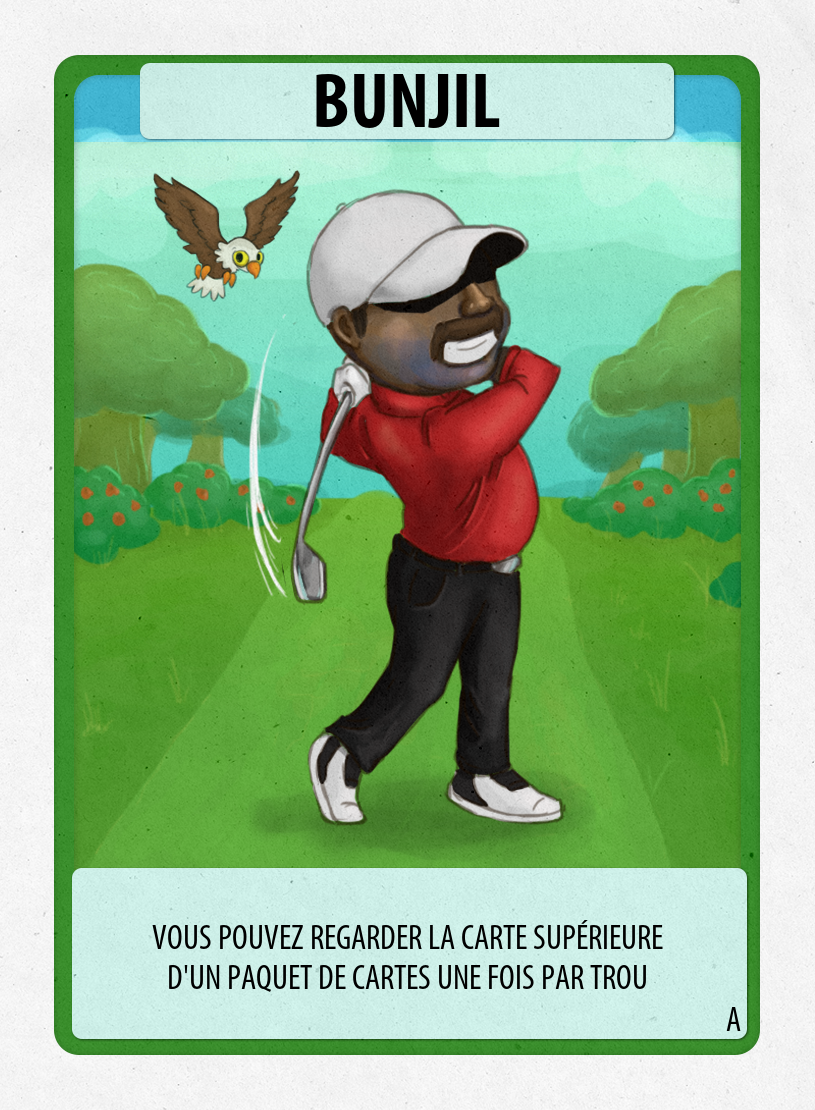 BUNJIL
VOUS POUVEZ REGARDER LA CARTE SUPÉRIEURE
D'UN PAQUET DE CARTES UNE FOIS PAR TROU
A